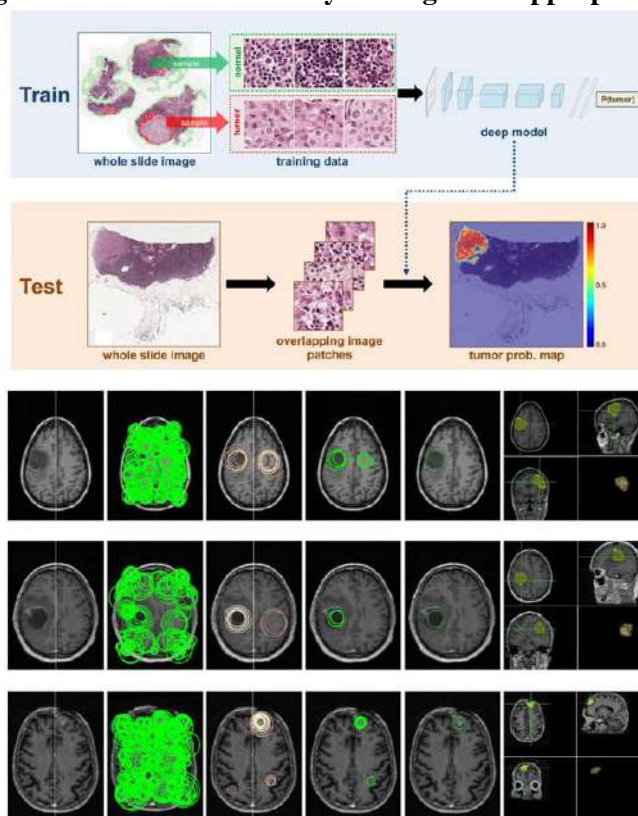 Train
sample
sample
normal
tumor
whole slide image
training data
deep model
P(tumor)
Test
whole slide image
overlapping image
patches
tumor prob. map
1.0
0.5
0.0